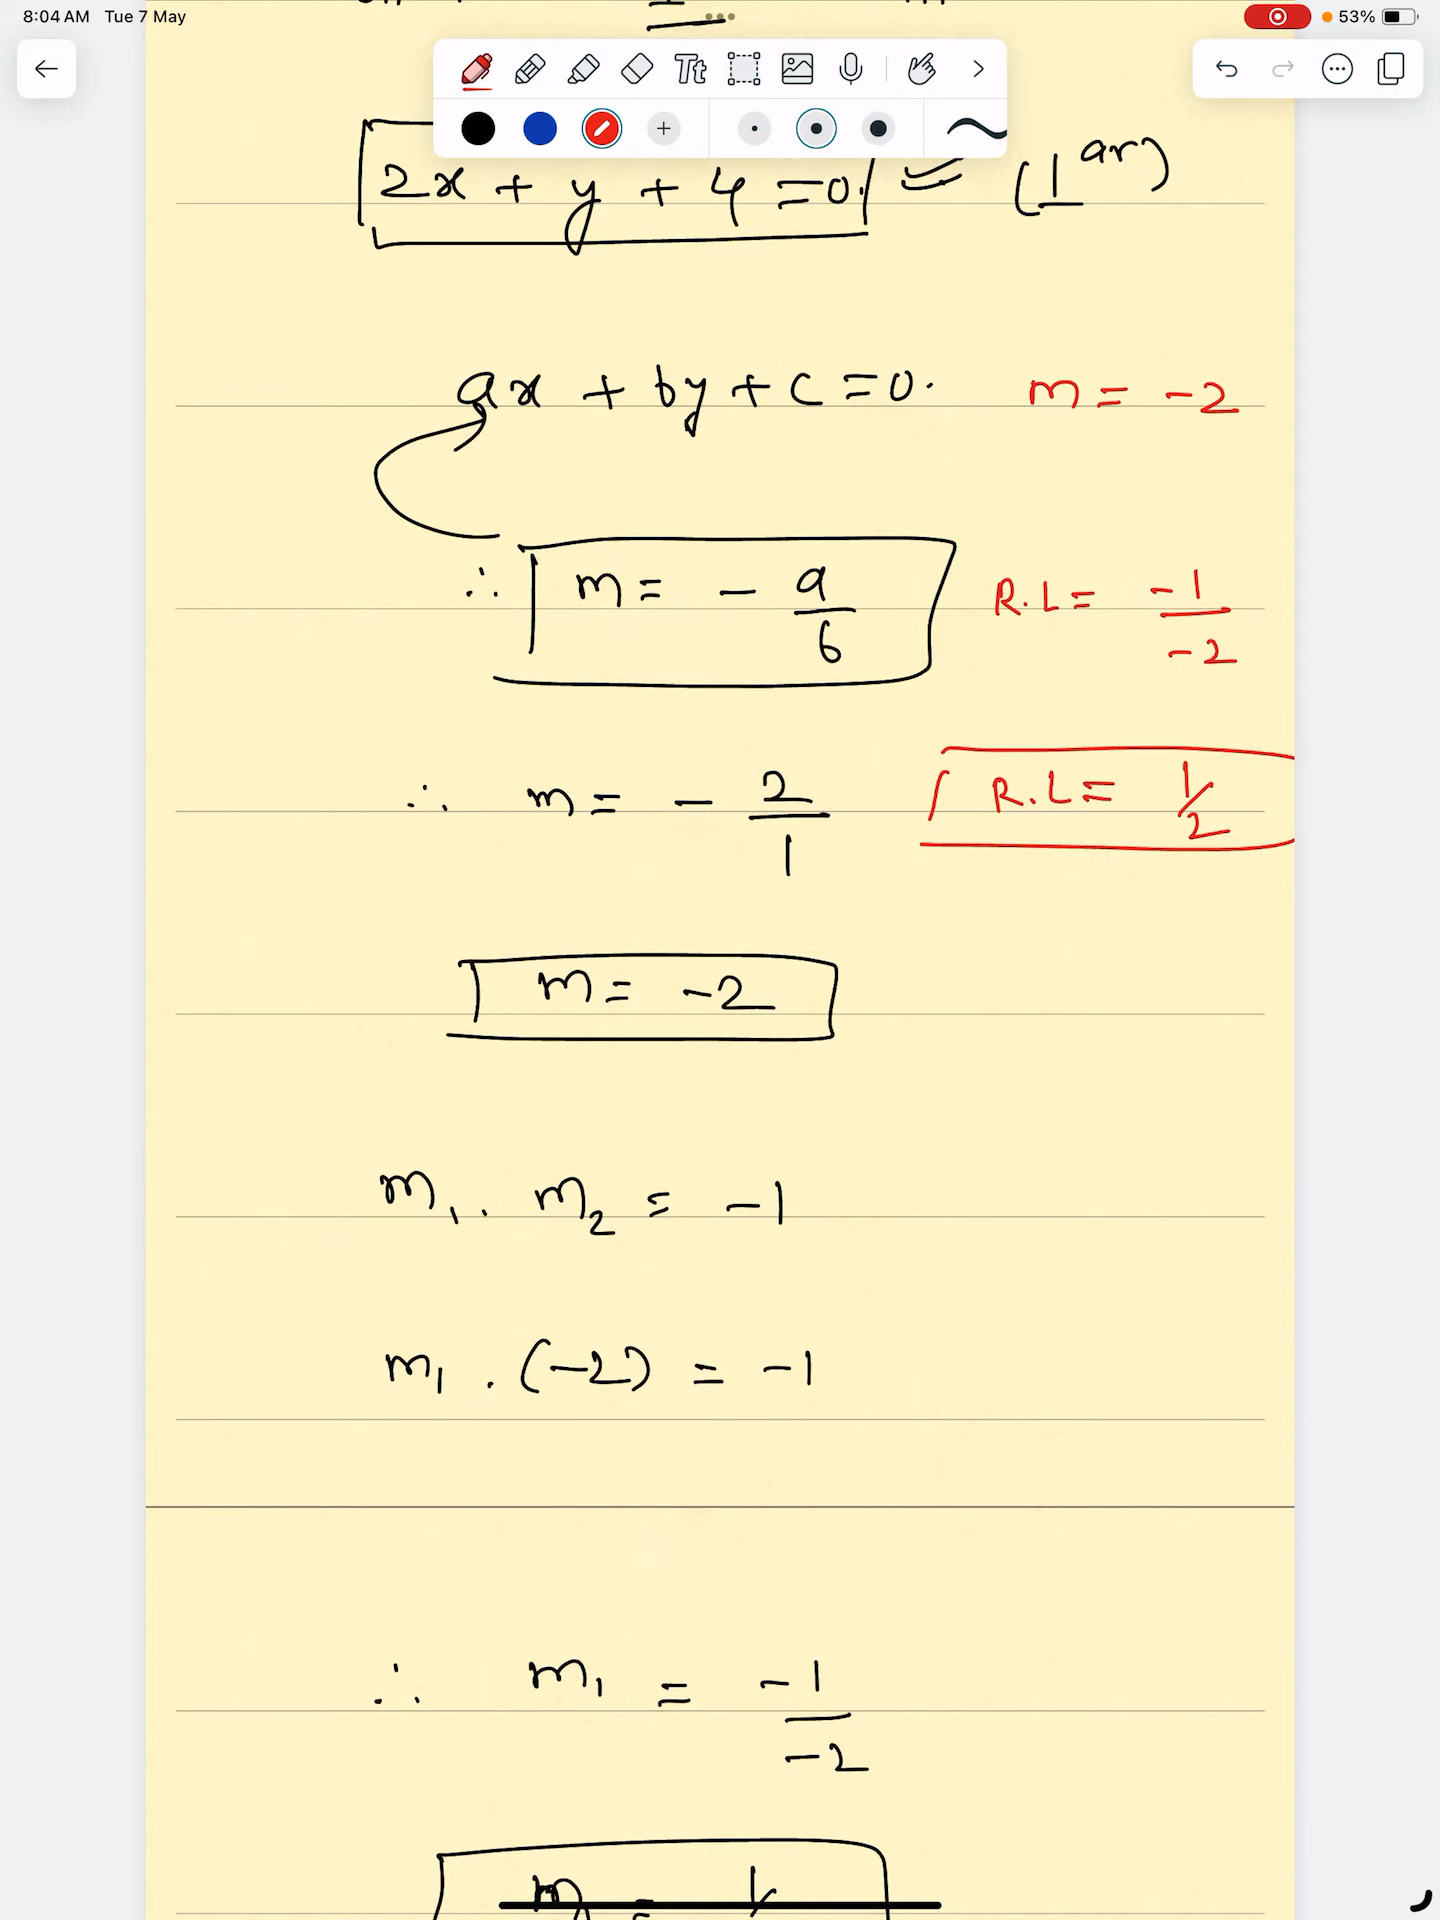 8:04 AM Tue 7 May
53%
Tt
2x + y + 4 = 0. (1ar)
ax + by + c = 0. m = -2
∴ m = - a/b R.L = -1/-2
∴ m = - 2/1 R.L = 1/2
m = -2
m₁ . m₂ = -1
m₁ . (-2) = -1
∴ m₁ = -1/-2